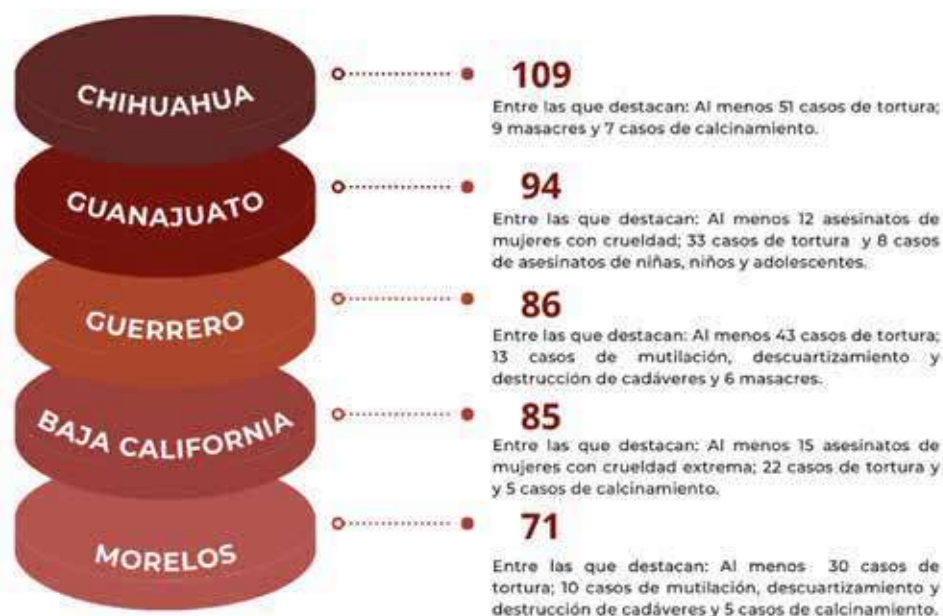 CHIHUAHUA
109
Entre las que destacan: Al menos 51 casos de tortura;
9 masacres y 7 casos de calcinamiento.
GUANAJUATO
94
Entre las que destacan: Al menos 12 asesinatos de
mujeres con crueldad; 33 casos de tortura y 8 casos
de asesinatos de niñas, niños y adolescentes.
GUERRERO
86
Entre las que destacan: Al menos 43 casos de tortura;
13 casos de mutilación, descuartizamiento y
destrucción de cadáveres y 6 masacres.
BAJA CALIFORNIA
85
Entre las que destacan: Al menos 15 asesinatos de
mujeres con crueldad extrema; 22 casos de tortura y
y 5 casos de calcinamiento.
MORELOS
71
Entre las que destacan: Al menos 30 casos de
tortura; 10 casos de mutilación, descuartizamiento y
destrucción de cadáveres y 5 casos de calcinamiento.